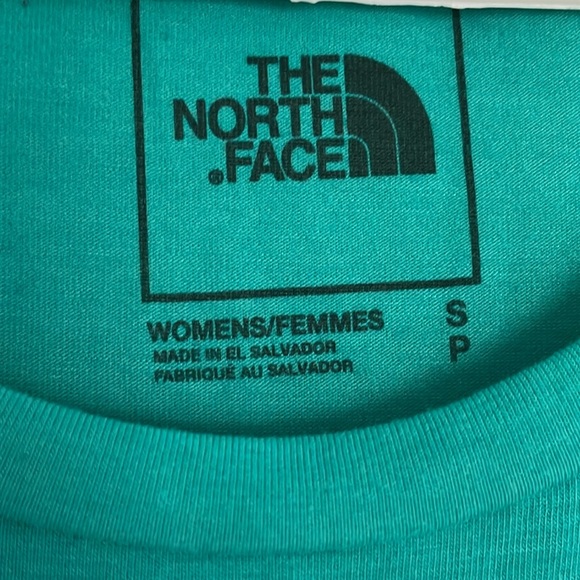 THE
NORTH
®FACE
WOMENS/FEMMES S
MADE IN EL SALVADOR
FABRIQUÉ AU SALVADOR P